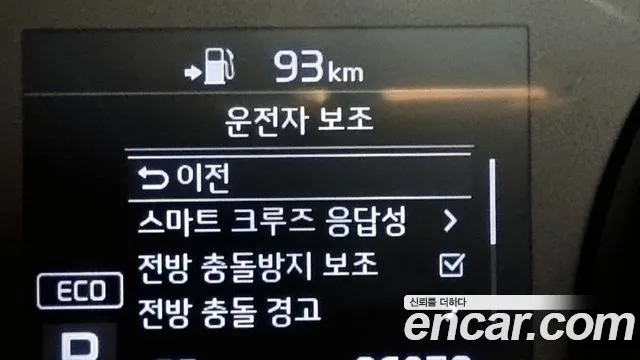 93km
운전자 보조
이전
스마트 크루즈 응답성
전방 충돌방지 보조
전방 충돌 경고
ECO
신뢰를 더하다
encar.com